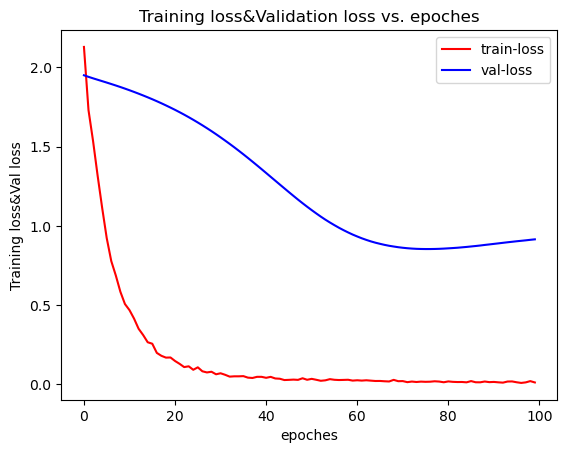 Training loss&Validation loss vs. epoches
train-loss
val-loss
Training loss&Val loss
2.0
1.5
1.0
0.5
0.0
0 20 40 60 80 100
epoches